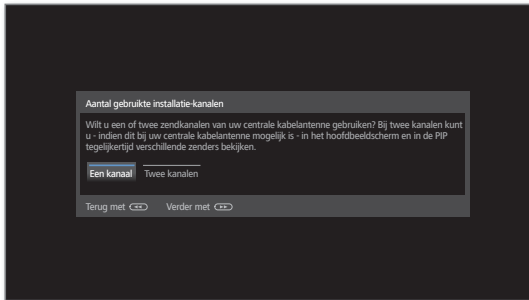 Aantal gebruikte installatie-kanalen
Wilt u een of twee zendkanalen van uw centrale kabelantenne gebruiken? Bij twee kanalen kunt
u - indien dit bij uw centrale kabelantenne mogelijk is - in het hoofdbeeldscherm en in de PIP
tegelijkertijd verschillende zenders bekijken.
Een kanaal Twee kanalen
Terug met Verder met